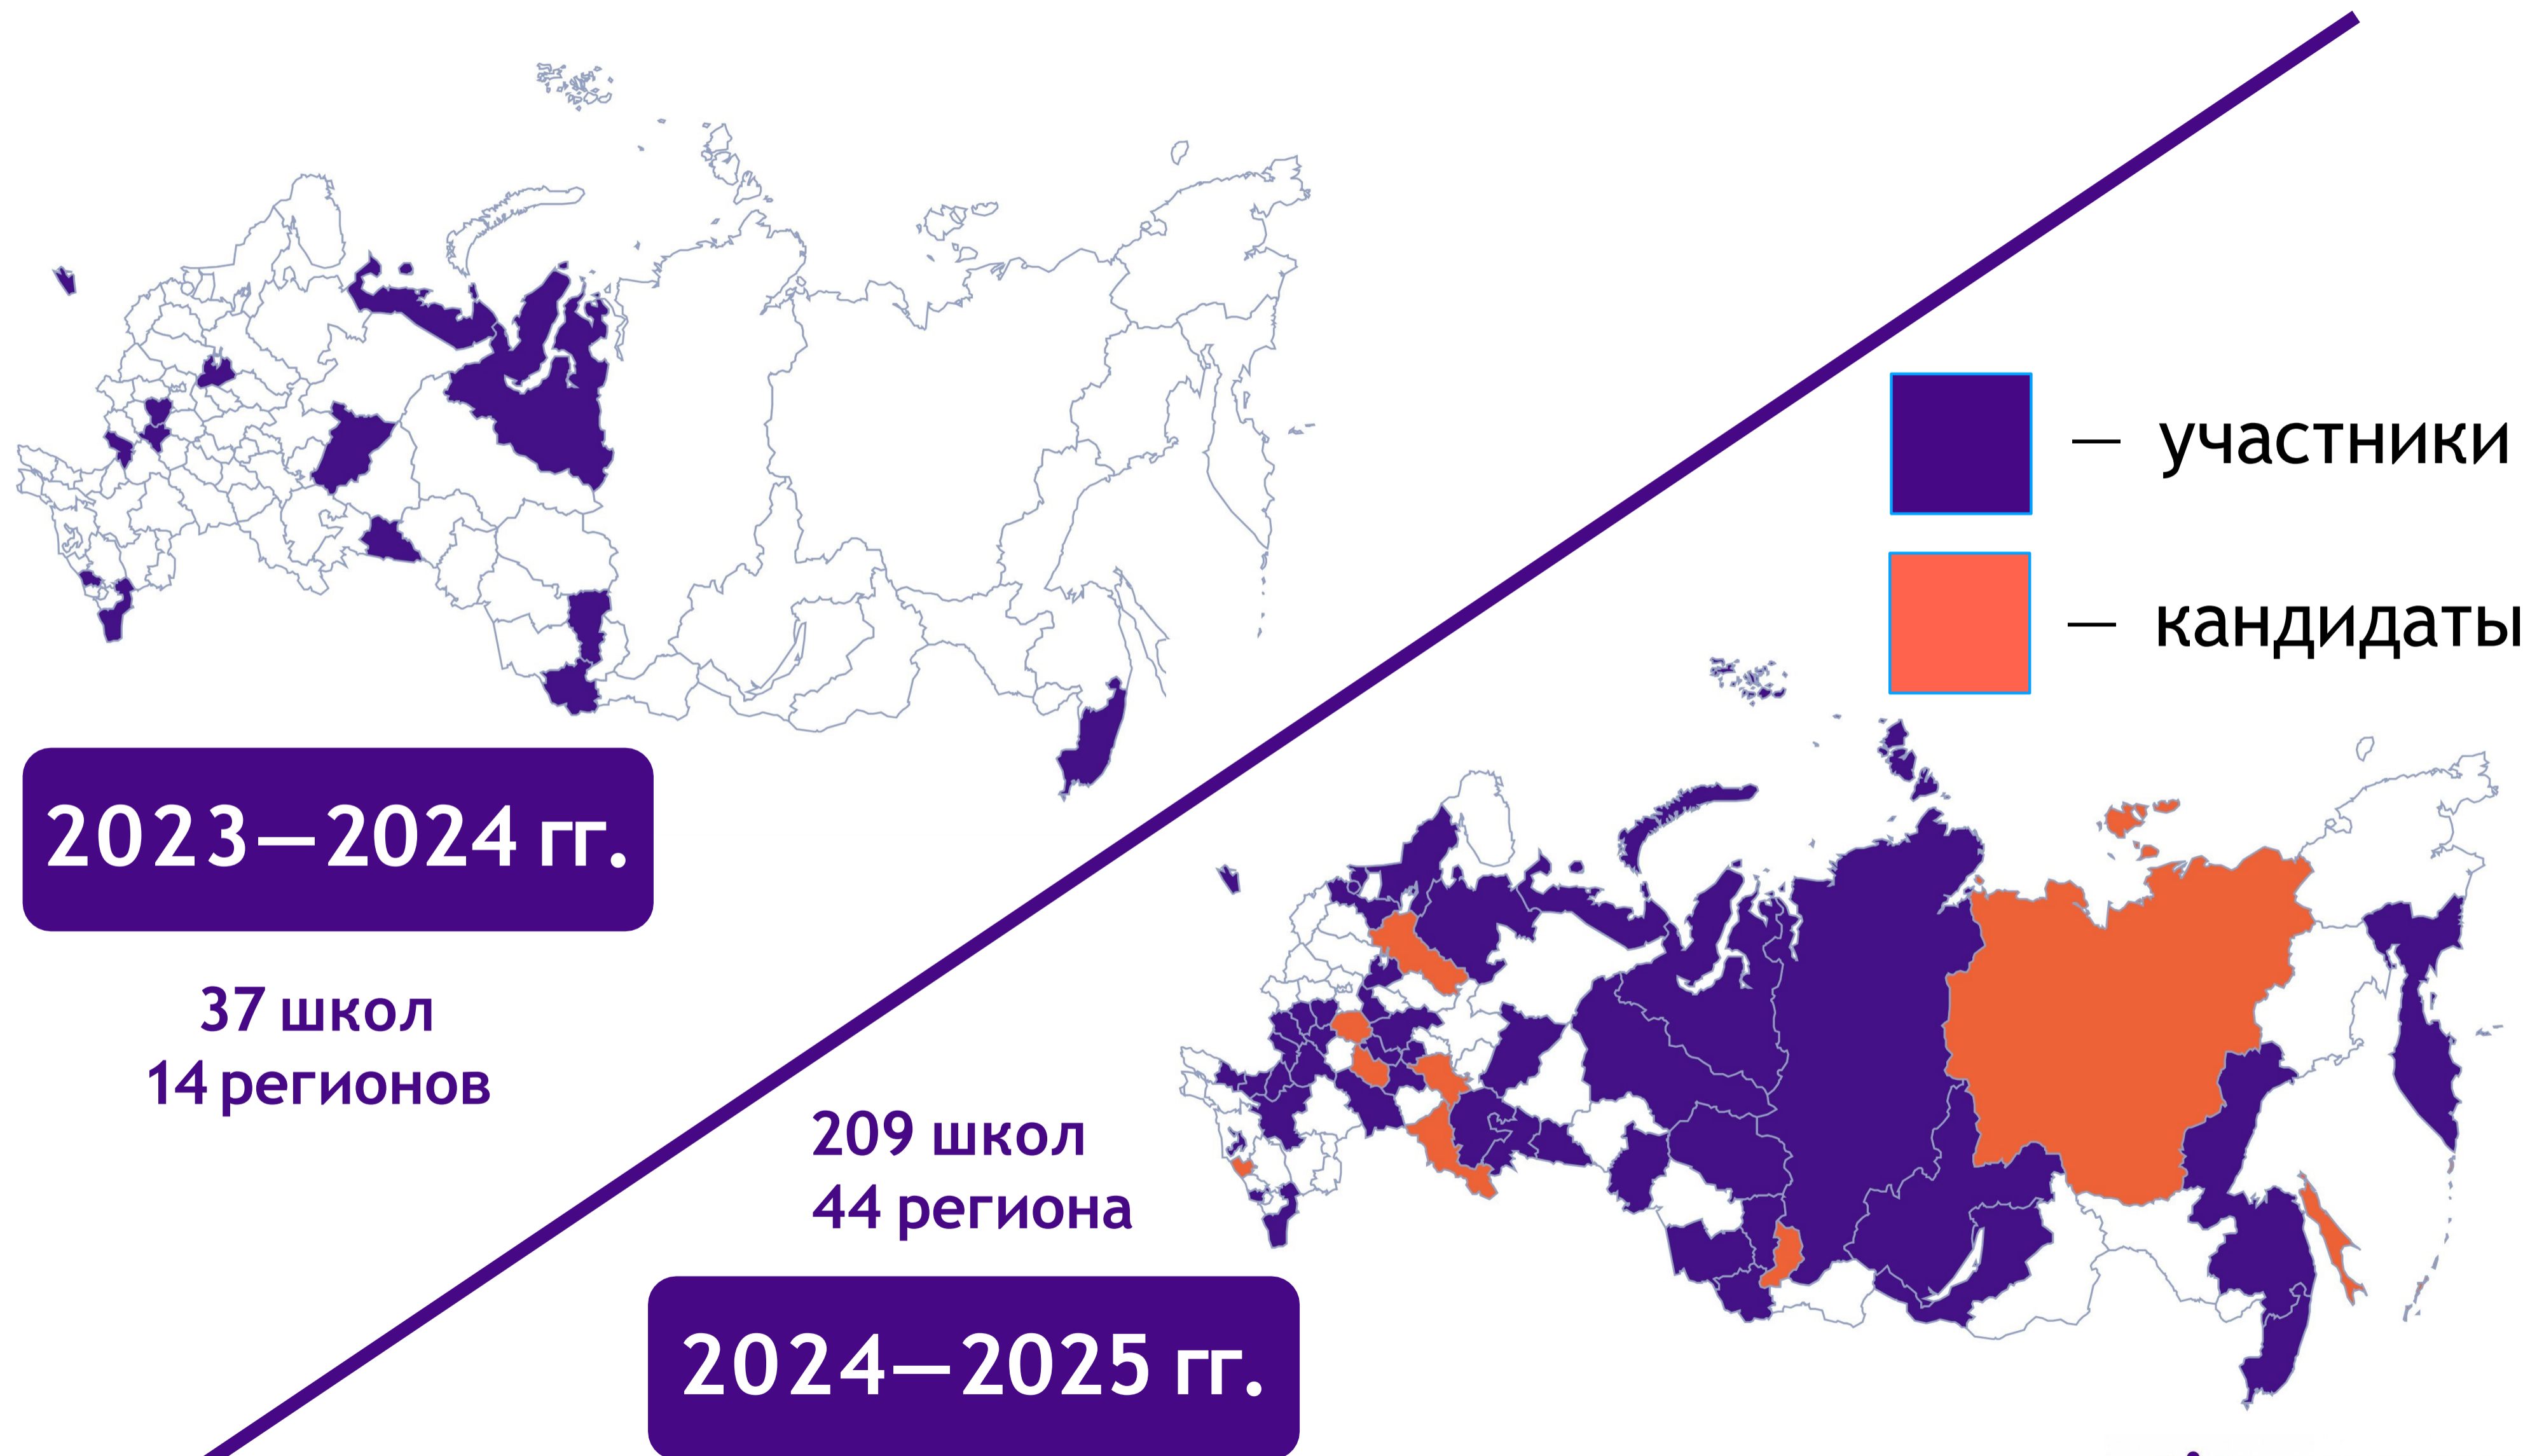 — участники
— кандидаты
2023—2024 гг.
37 школ
14 регионов
209 школ
44 региона
2024—2025 гг.